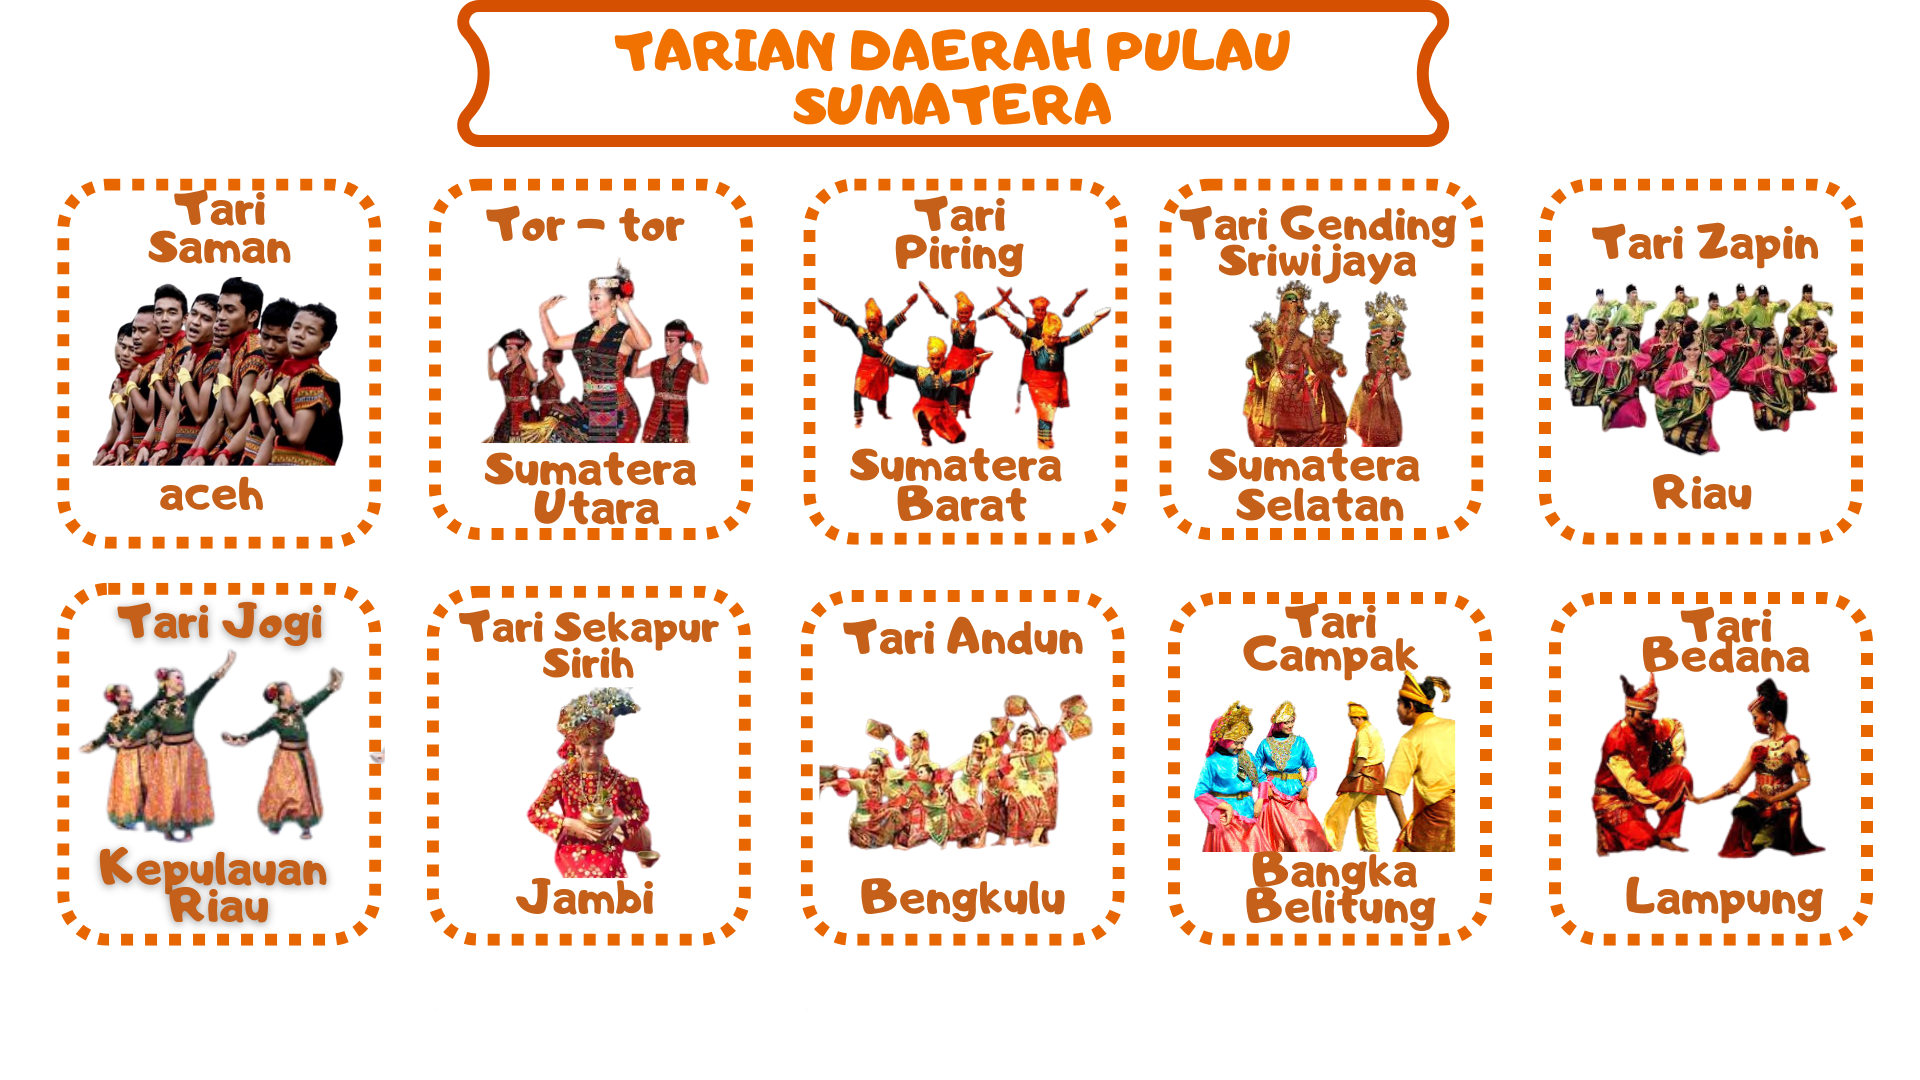 TARIAN DAERAH PULAU
SUMATERA
Tari
Saman
aceh
Tor - tor
Sumatera
Utara
Tari
Piring
Sumatera
Barat
Tari Gending
Sriwijaya
Sumatera
Selatan
Tari Zapin
Riau
Tari Jogi
Kepulauan
Riau
Tari Sekapur
Sirih
Jambi
Tari Andun
Bengkulu
Tari
Campak
Bangka
Belitung
Tari
Bedana
Lampung